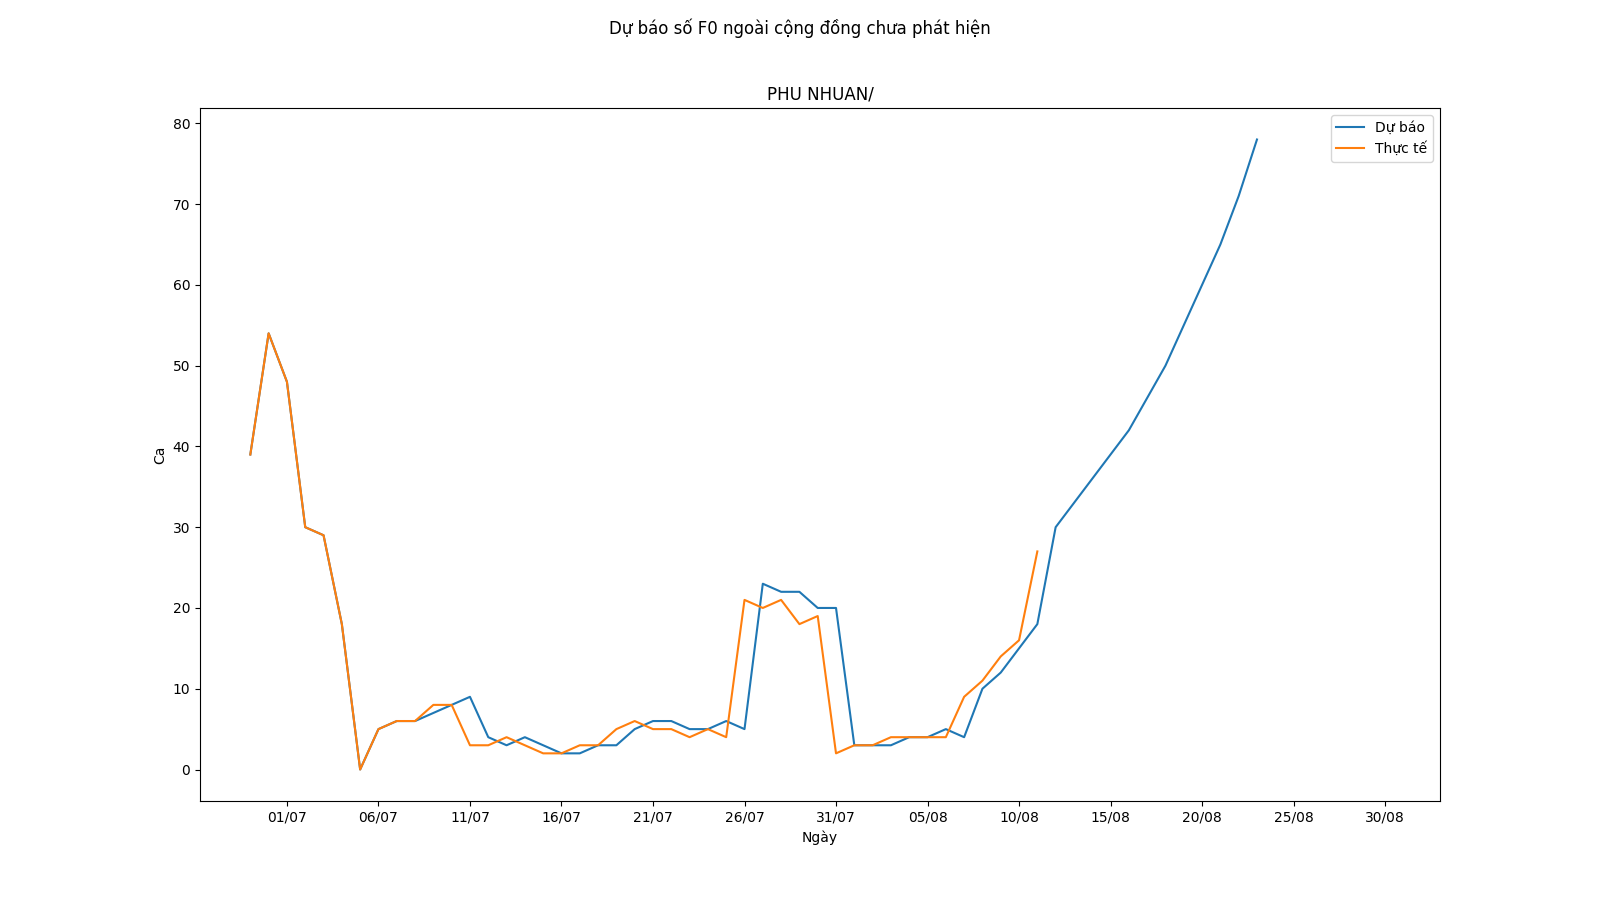 Dự báo số F0 ngoài cộng đồng chưa phát hiện
PHU NHUAN/
Dự báo
Thực tế
80
70
60
50
40
30
20
10
0
Ca
01/07 06/07 11/07 16/07 21/07 26/07 31/07 05/08 10/08 15/08 20/08 25/08 30/08
Ngày